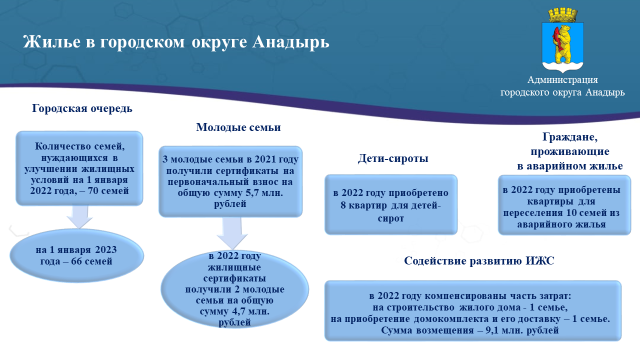 Жилье в городском округе Анадырь
Администрация
городского округа Анадырь
Городская очередь
Количество семей,
нуждающихся в
улучшении жилищных
условий на 1 января
2022 года, – 70 семей
на 1 января 2023
года – 66 семей
Молодые семьи
3 молодые семьи в 2021 году
получили сертификаты на
первоначальный взнос на
общую сумму 5,7 млн.
рублей
в 2022 году
жилищные
сертификаты
получили 2 молодые
семьи на общую
сумму 4,7 млн.
рублей
Дети-сироты
в 2022 году приобретено
8 квартир для детей-
сирот
Граждане,
проживающие
в аварийном жилье
в 2022 году приобретены
квартиры для
переселения 10 семей из
аварийного жилья
Содействие развитию ИЖС
в 2022 году компенсированы часть затрат:
на строительство жилого дома - 1 семье,
на приобретение домокомплекта и его доставку – 1 семье.
Сумма возмещения – 9,1 млн. рублей